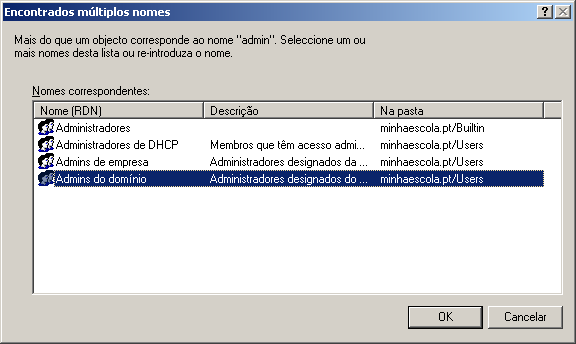 Encontrados múltiplos nomes
Mais do que um objecto corresponde ao nome "admin". Seleccione um ou
mais nomes desta lista ou re-introduza o nome.
Nomes correspondentes:
Nome (RDN) Descrição Na pasta
Administradores minhaescola.pt/Builtin
Administradores de DHCP Membros que têm acesso admi... minhaescola.pt/Users
Admins de empresa Administradores designados da ... minhaescola.pt/Users
Admins do domínio Administradores designados do ... minhaescola.pt/Users
OK Cancelar